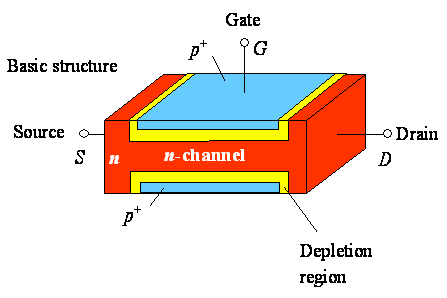 Gate
p+
G
Basic structure
Source
Drain
S
n
n-channel
D
p+
Depletion
region